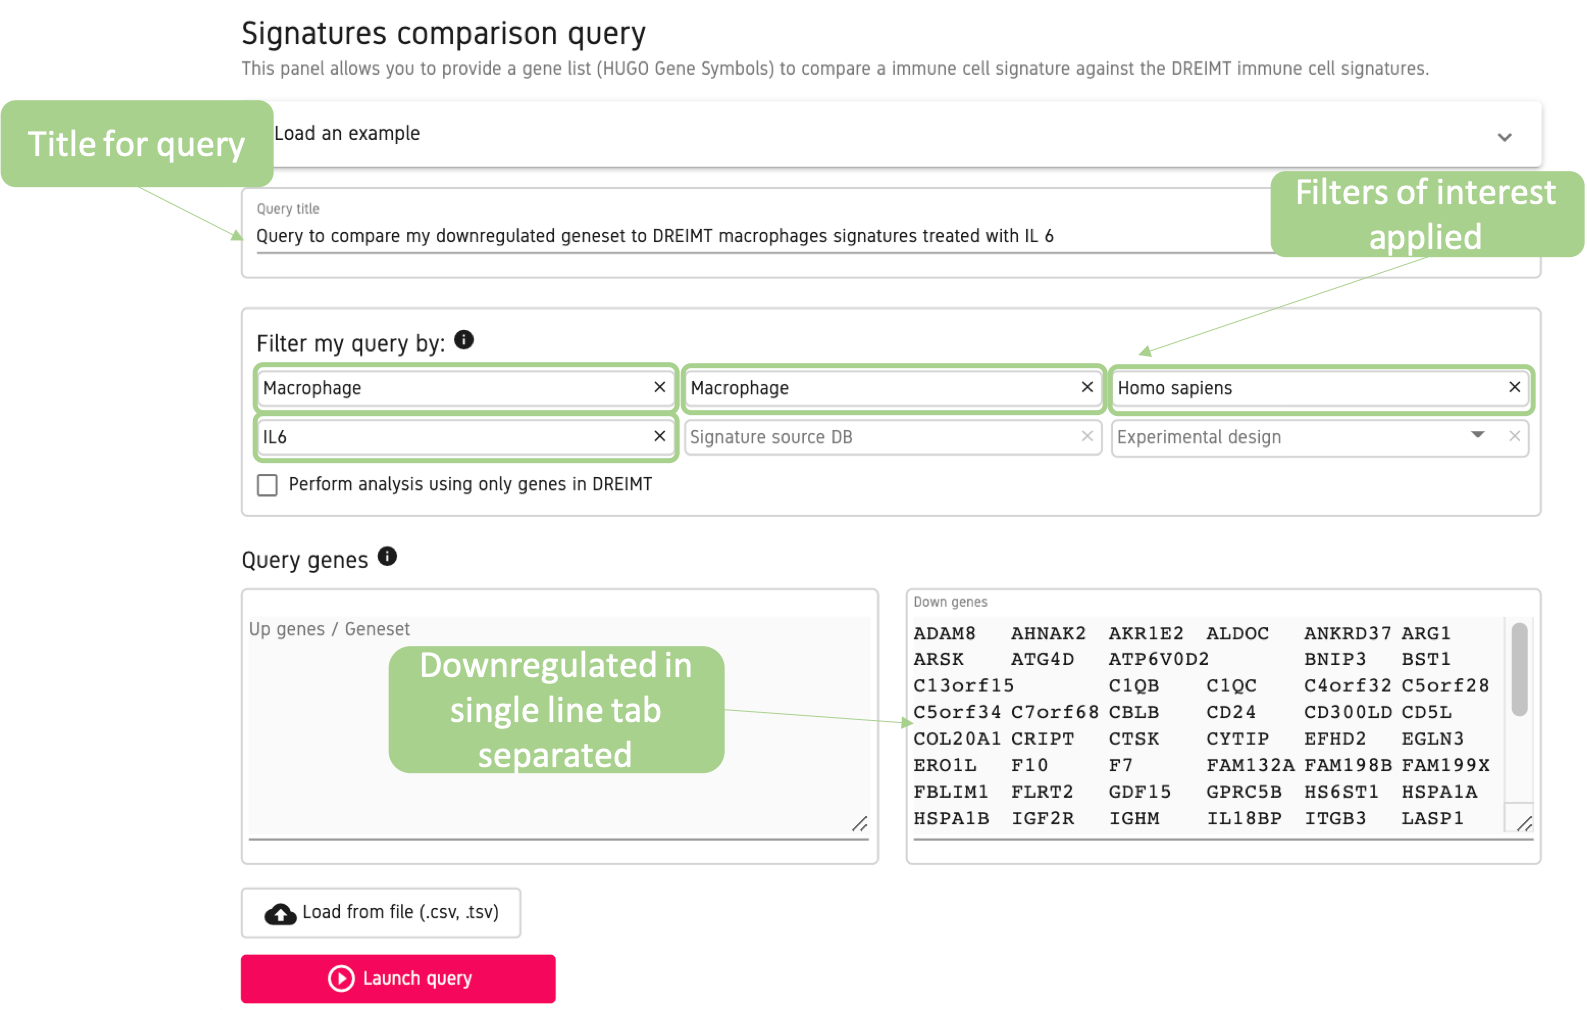 Signatures comparison query
This panel allows you to provide a gene list (HUGO Gene Symbols) to compare a immune cell signature against the DREIMT immune cell signatures.
Title for query
Load an example
Filters of interest
applied
Query title
Query to compare my downregulated geneset to DREIMT macrophages signatures treated with IL 6
Filter my query by:
Macrophage Macrophage Homo sapiens
IL6 Signature source DB Experimental design
Perform analysis using only genes in DREIMT
Query genes
Up genes / Geneset
Downregulated in
single line tab
separated
Down genes
ADAM8 AHNAK2 AKR1E2 ALDOC ANKRD37 ARG1
ARSK ATG4D ATP6V0D2 BNIP3 BST1
C13orf15 C1QB C1QC C4orf32 C5orf28
C5orf34 C7orf68 CBLB CD24 CD300LD CD5L
COL20A1 CRIPT CTSK CYTIP EFHD2 EGLN3
ERO1L F10 F7 FAM132A FAM198B FAM199X
FBLIM1 FLRT2 GDF15 GPRC5B HS6ST1 HSPA1A
HSPA1B IGF2R IGHM IL18BP ITGB3 LASP1
Load from file (.csv, .tsv)
Launch query